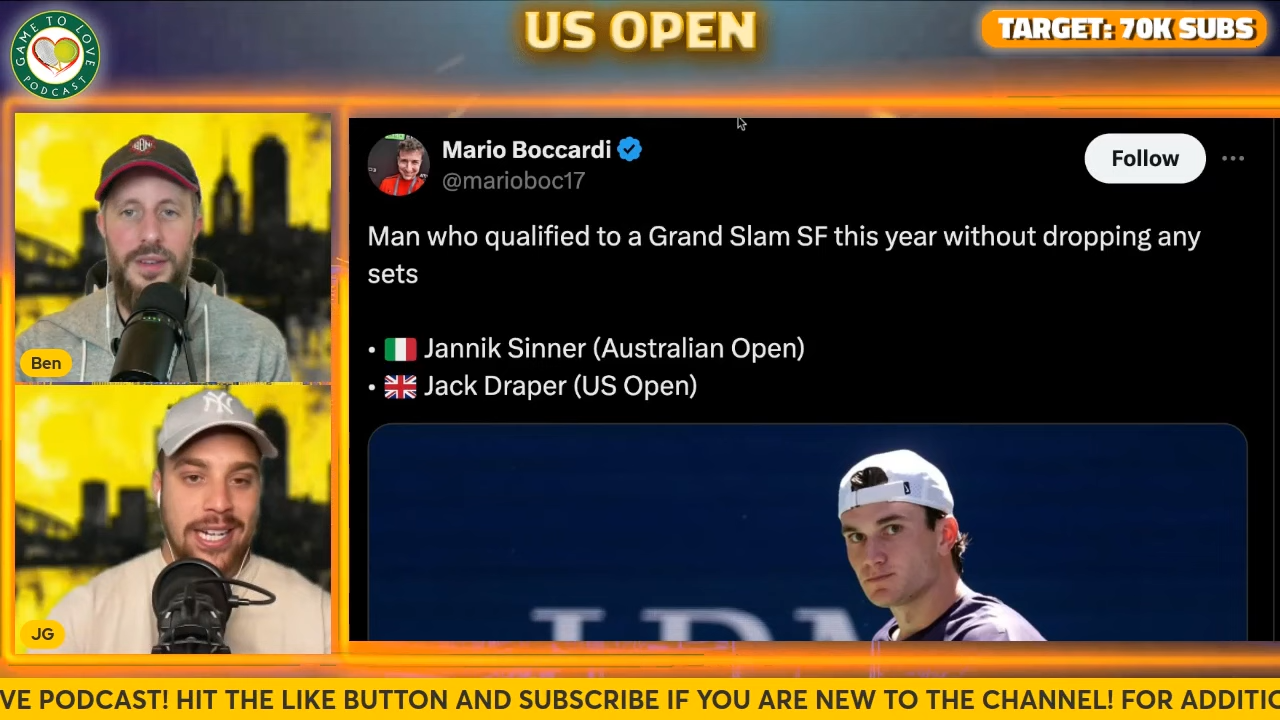 GAME TO LOVE
PODCAST
US OPEN
TARGET: 70K SUBS
Mario Boccardi
@marioboc17
Follow
Man who qualified to a Grand Slam SF this year without dropping any
sets
• 🇮🇹 Jannik Sinner (Australian Open)
• 🇬🇧 Jack Draper (US Open)
Ben
JG
VE PODCAST! HIT THE LIKE BUTTON AND SUBSCRIBE IF YOU ARE NEW TO THE CHANNEL! FOR ADDITIO